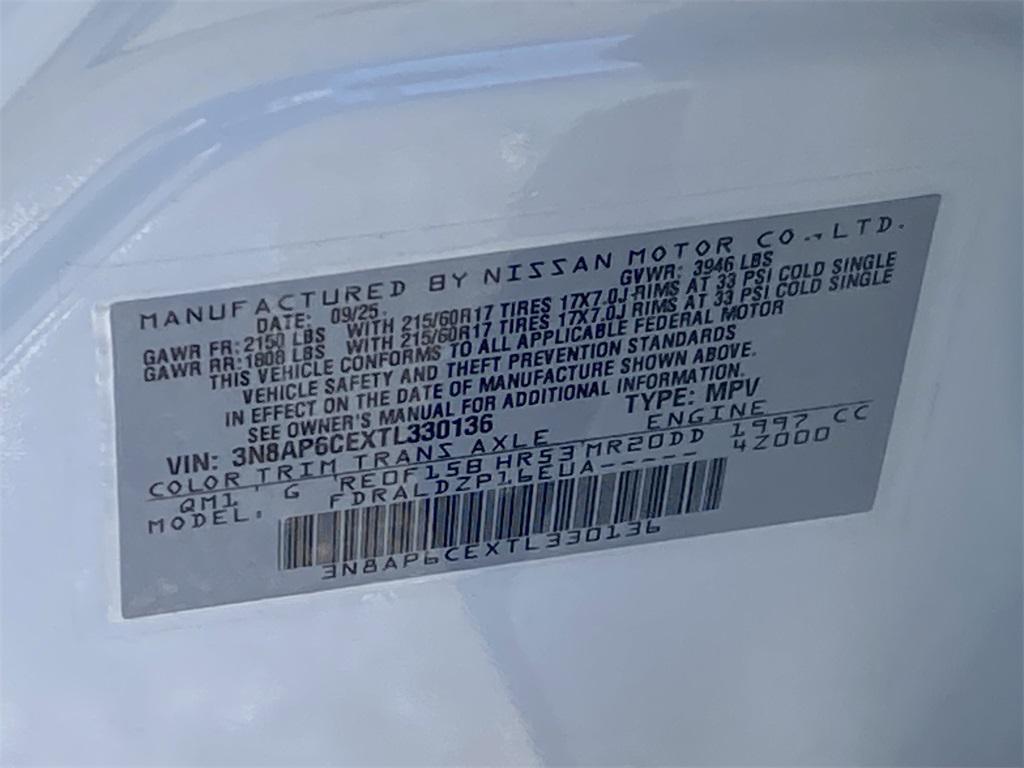 MANUFACTURED BY NISSAN MOTOR CO.,LTD.
DATE: 09/25 GVWR: 3946 LBS
GAWR FR: 2150 LBS WITH 215/60R17 TIRES 17X7.0J RIMS AT 33 PSI COLD SINGLE
GAWR RR: 1808 LBS WITH 215/60R17 TIRES 17X7.0J RIMS AT 33 PSI COLD SINGLE
THIS VEHICLE CONFORMS TO ALL APPLICABLE FEDERAL MOTOR
VEHICLE SAFETY AND THEFT PREVENTION STANDARDS
IN EFFECT ON THE DATE OF MANUFACTURE SHOWN ABOVE.
SEE OWNER'S MANUAL FOR ADDITIONAL INFORMATION.
VIN: 3N8AP6CEXTL330136 TYPE: MPV
COLOR TRIM TRANS AXLE ENGINE
QM1 G RE0F15B HR53 MR20DD 1997 CC
MODEL. FDRALDZP16EUA----- 4Z000
3N8AP6CEXTL330136